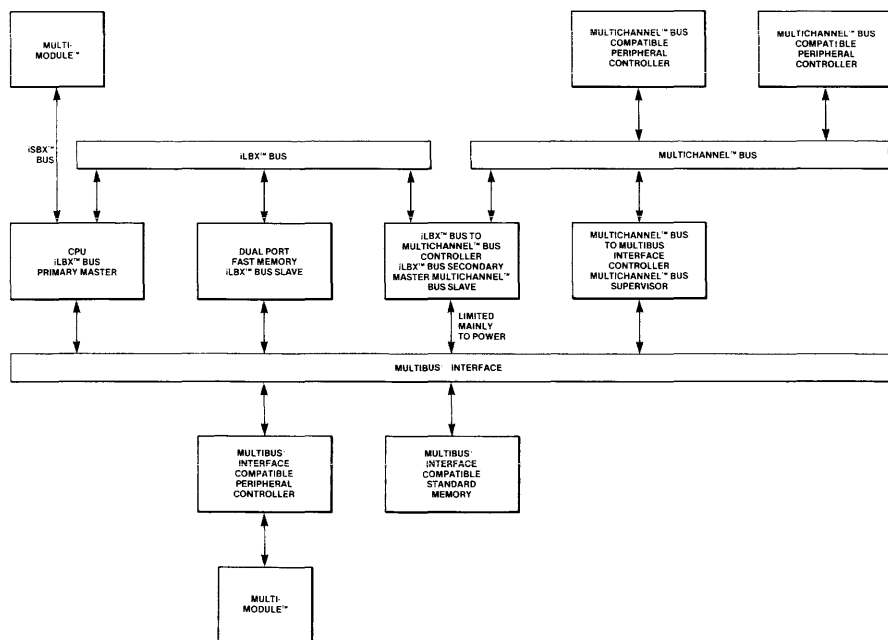 MULTI-
MODULE™
MULTICHANNEL™ BUS
COMPATIBLE
PERIPHERAL
CONTROLLER
MULTICHANNEL™ BUS
COMPATIBLE
PERIPHERAL
CONTROLLER
iSBX™
BUS
iLBX™ BUS
MULTICHANNEL™ BUS
CPU
iLBX™ BUS
PRIMARY MASTER
DUAL PORT
FAST MEMORY
iLBX™ BUS SLAVE
iLBX™ BUS TO
MULTICHANNEL™ BUS
CONTROLLER
iLBX™ BUS SECONDARY
MASTER MULTICHANNEL™
BUS SLAVE
MULTICHANNEL™ BUS
TO MULTIBUS
INTERFACE
CONTROLLER
MULTICHANNEL™ BUS
SUPERVISOR
LIMITED
MAINLY
TO POWER
MULTIBUS INTERFACE
MULTIBUS
INTERFACE
COMPATIBLE
PERIPHERAL
CONTROLLER
MULTIBUS
INTERFACE
COMPATIBLE
STANDARD
MEMORY
MULTI-
MODULE™